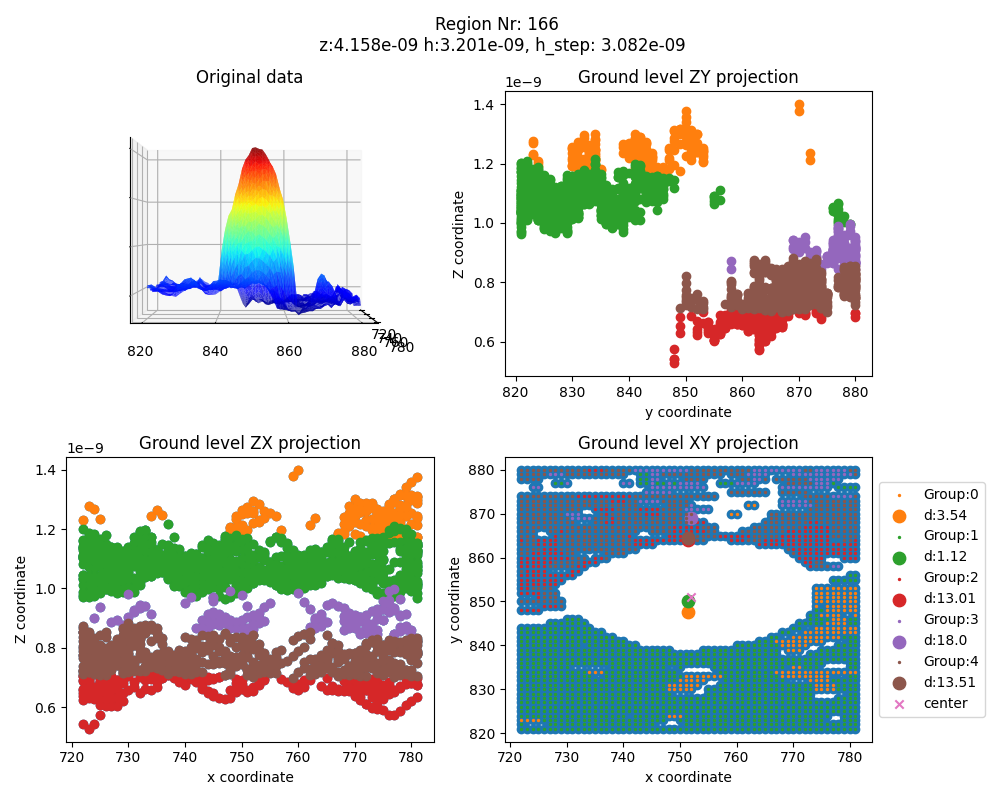 Region Nr: 166
z:4.158e-09 h:3.201e-09, h_step: 3.082e-09
Original data
820 840 860 880
720
780
Ground level ZY projection
1e−9
Z coordinate
1.4
1.2
1.0
0.8
0.6
820 830 840 850 860 870 880
y coordinate
Ground level ZX projection
1e−9
Z coordinate
1.4
1.2
1.0
0.8
0.6
720 730 740 750 760 770 780
x coordinate
Ground level XY projection
y coordinate
880
870
860
850
840
830
820
720 730 740 750 760 770 780
x coordinate
Group:0
d:3.54
Group:1
d:1.12
Group:2
d:13.01
Group:3
d:18.0
Group:4
d:13.51
center